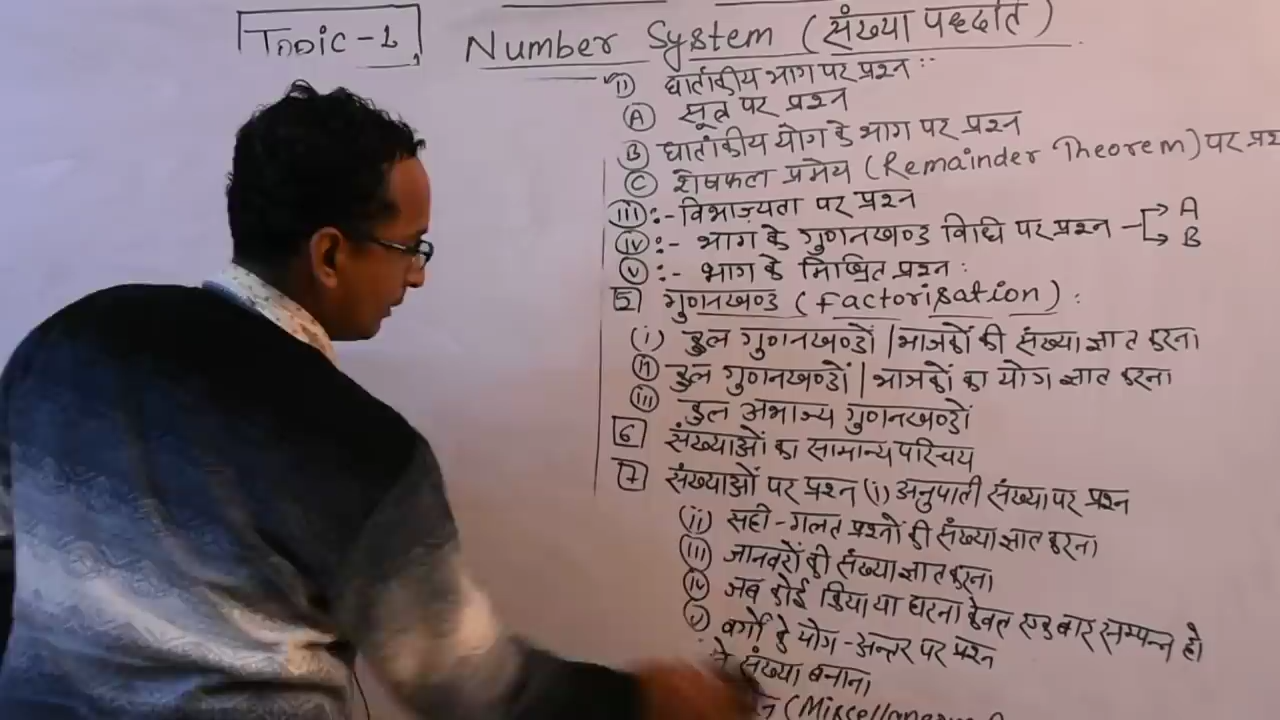 Topic-1
Number System (संख्या पद्धति)
(ii) घातांकीय भाग पर प्रश्न :-
(A) सूत्र पर प्रश्न
(B) घातांकीय योग के भाग पर प्रश्न
(C) शेषफल प्रमेय (Remainder Theorem) पर प्रश्
(iii) :- विभाज्यता पर प्रश्न
(iv) :- भाग के गुणनखण्ड विधि पर प्रश्न → A → B
(v) :- भाग के मिश्रित प्रश्न :
5 गुणनखण्ड (factorisation) :
(i) कुल गुणनखण्डों | भाजकों की संख्या ज्ञात करना
(ii) कुल गुणनखण्डों | भाजकों का योग ज्ञात करना
(iii) कुल अभाज्य गुणनखण्डों
6 संख्याओं का सामान्य परिचय
7 संख्याओं पर प्रश्न (i) अनुपाती संख्या पर प्रश्न
(ii) सही-गलत प्रश्नों की संख्या ज्ञात करना
(iii) जानवरों की संख्या ज्ञात करना
(iv) जब कोई क्रिया या घटना केवल एक बार सम्पन्न हो
(v) वर्गों के योग-अन्तर पर प्रश्न
से संख्या बनाना